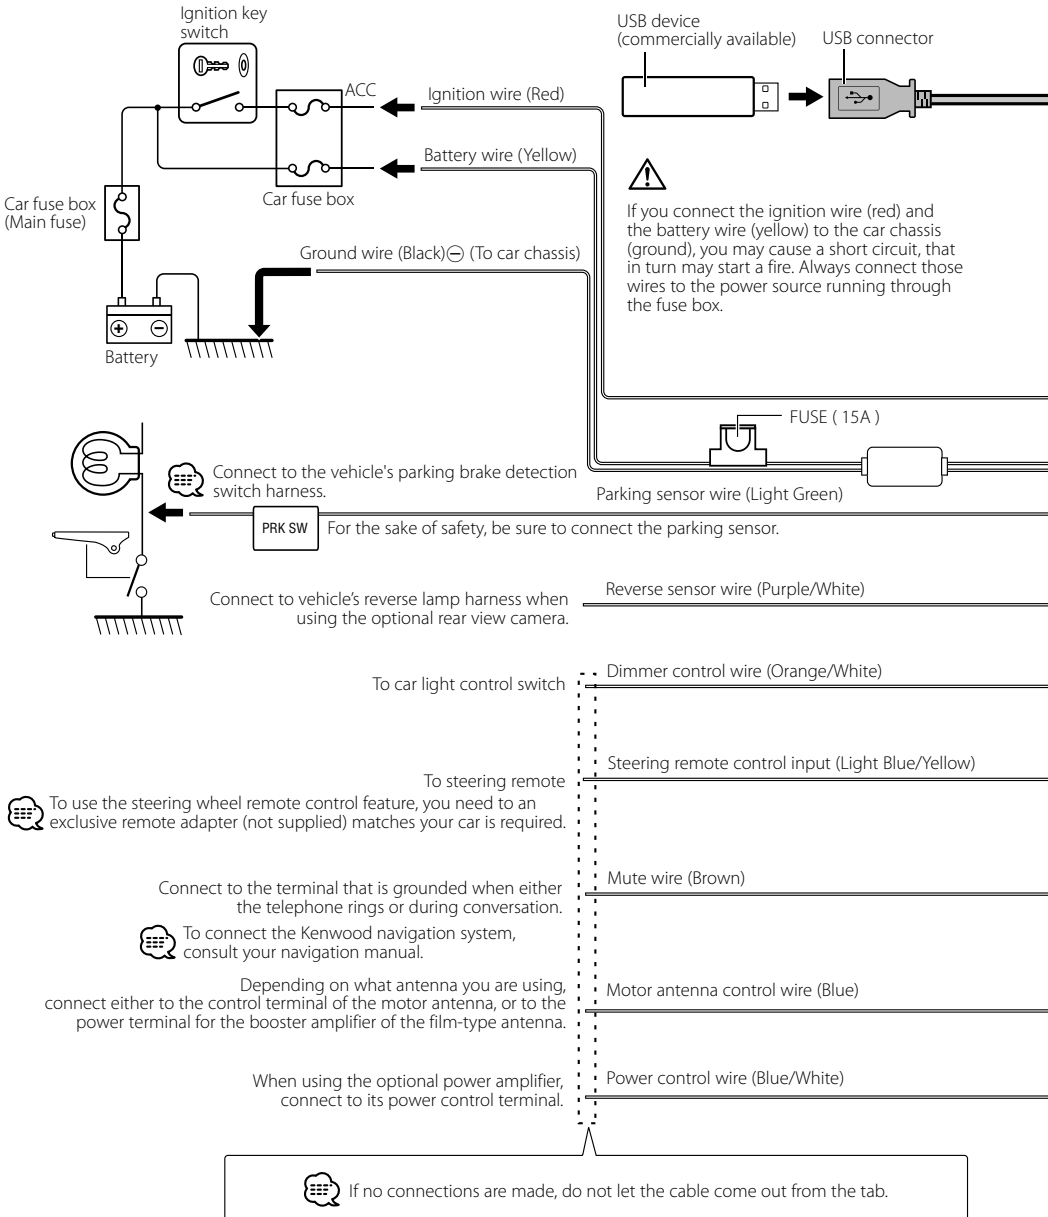 Ignition key
switch
ACC
Ignition wire (Red)
Battery wire (Yellow)
Car fuse box
Car fuse box
(Main fuse)
Ground wire (Black)⊖ (To car chassis)
Battery
USB device
(commercially available)
USB connector
If you connect the ignition wire (red) and
the battery wire (yellow) to the car chassis
(ground), you may cause a short circuit, that
in turn may start a fire. Always connect those
wires to the power source running through
the fuse box.
FUSE ( 15A )
Connect to the vehicle's parking brake detection
switch harness.
Parking sensor wire (Light Green)
PRK SW
For the sake of safety, be sure to connect the parking sensor.
Connect to vehicle’s reverse lamp harness when
using the optional rear view camera.
Reverse sensor wire (Purple/White)
To car light control switch
Dimmer control wire (Orange/White)
To steering remote
Steering remote control input (Light Blue/Yellow)
To use the steering wheel remote control feature, you need to an
exclusive remote adapter (not supplied) matches your car is required.
Connect to the terminal that is grounded when either
the telephone rings or during conversation.
Mute wire (Brown)
To connect the Kenwood navigation system,
consult your navigation manual.
Depending on what antenna you are using,
connect either to the control terminal of the motor antenna, or to the
power terminal for the booster amplifier of the film-type antenna.
Motor antenna control wire (Blue)
When using the optional power amplifier,
connect to its power control terminal.
Power control wire (Blue/White)
If no connections are made, do not let the cable come out from the tab.